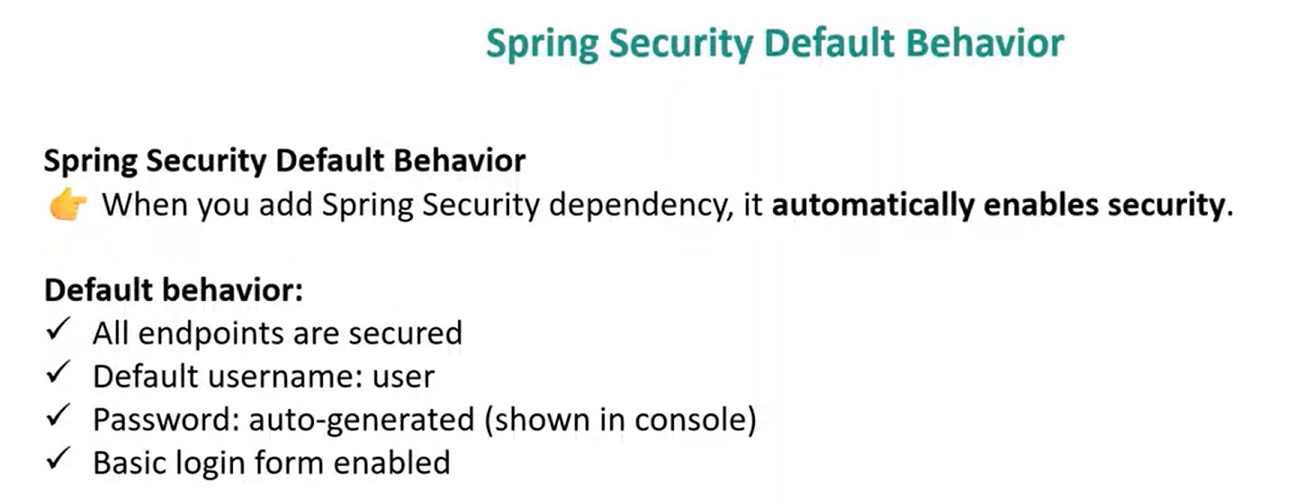 Spring Security Default Behavior
Spring Security Default Behavior
👉 When you add Spring Security dependency, it automatically enables security.
Default behavior:
✓ All endpoints are secured
✓ Default username: user
✓ Password: auto-generated (shown in console)
✓ Basic login form enabled